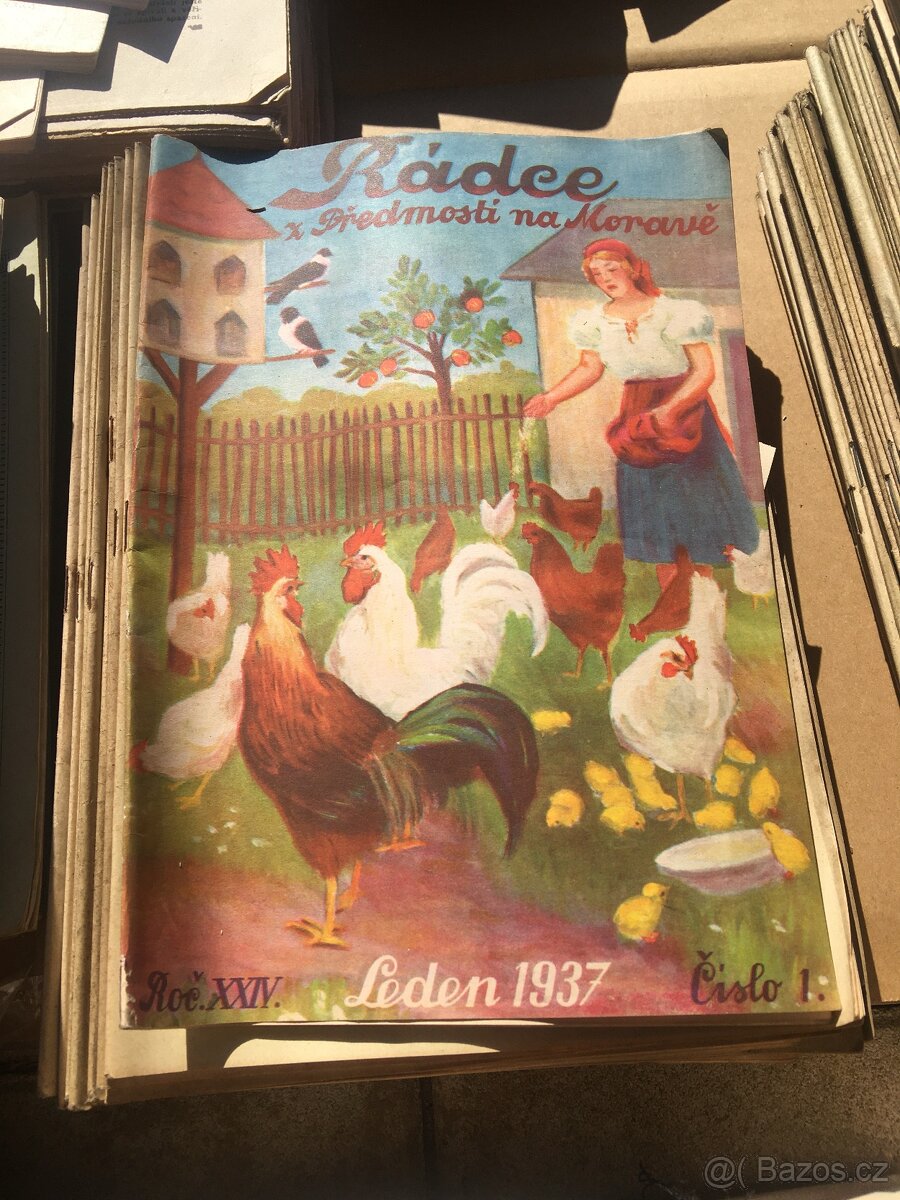 Rádce
z Předmostí na Moravě
Roč. XXIV.
Leden 1937
Číslo 1.
@( Bazos.cz